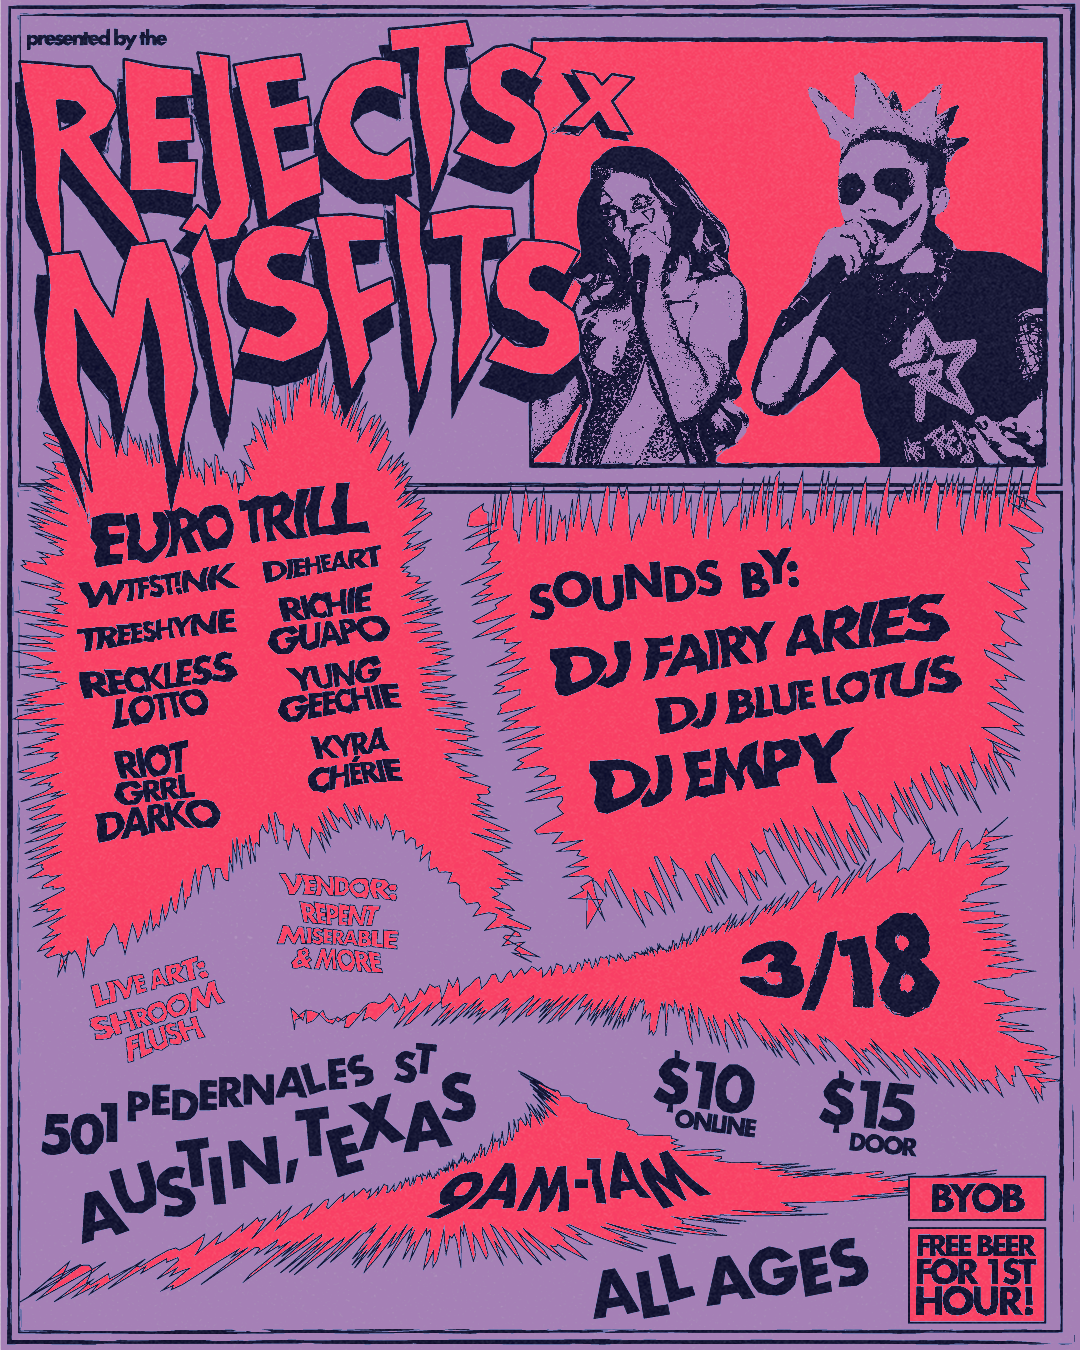 presented by the
REJECTS X
MISFITS
EURO TRILL
WTFST!NK
DIEHEART
TREESHYNE
RICHIE
GUAPO
RECKLESS
LOTTO
YUNG
GEECHIE
RIOT
GRRL
DARKO
KYRA
CHÉRIE
SOUNDS BY:
DJ FAIRY ARIES
DJ BLUE LOTUS
DJ EMPY
VENDOR:
REPENT
MISERABLE
& MORE
LIVE ART:
SHROOM
FLUSH
3/18
501 PEDERNALES ST
AUSTIN, TEXAS
$10
ONLINE
$15
DOOR
9AM-1AM
BYOB
FREE BEER
FOR 1ST
HOUR!
ALL AGES